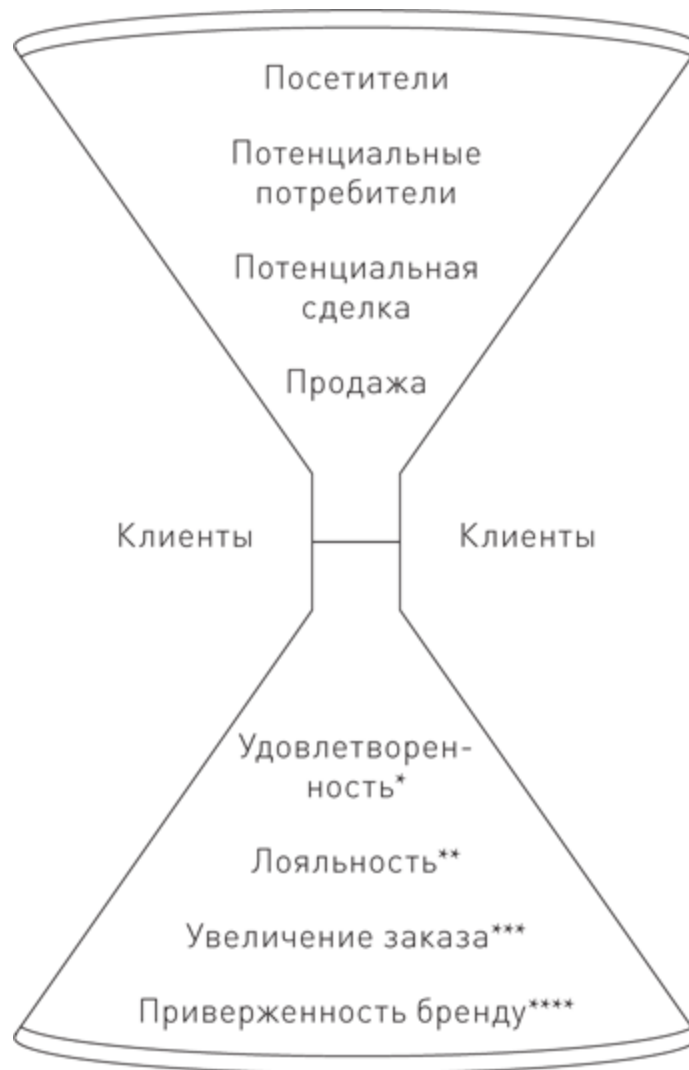 Посетители
Потенциальные
потребители
Потенциальная
сделка
Продажа
Клиенты
Клиенты
Удовлетворен-
ность*
Лояльность**
Увеличение заказа***
Приверженность бренду****